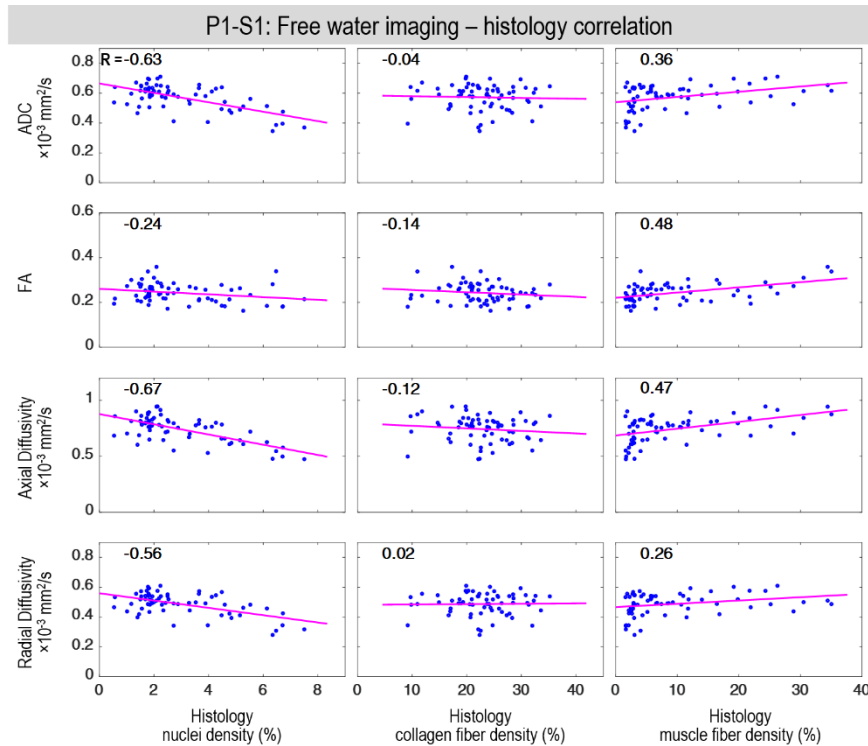 P1-S1: Free water imaging – histology correlation
R = -0.63
-0.04
0.36
ADC
×10-3 mm2/s
0.8
0.6
0.4
0.2
0
-0.24
-0.14
0.48
FA
0.6
0.4
0.2
0
-0.67
-0.12
0.47
Axial Diffusivity
×10-3 mm2/s
1
0.5
0
-0.56
0.02
0.26
Radial Diffusivity
×10-3 mm2/s
0.8
0.6
0.4
0.2
0
0 2 4 6 8
0 10 20 30 40
0 10 20 30 40
Histology
nuclei density (%)
Histology
collagen fiber density (%)
Histology
muscle fiber density (%)